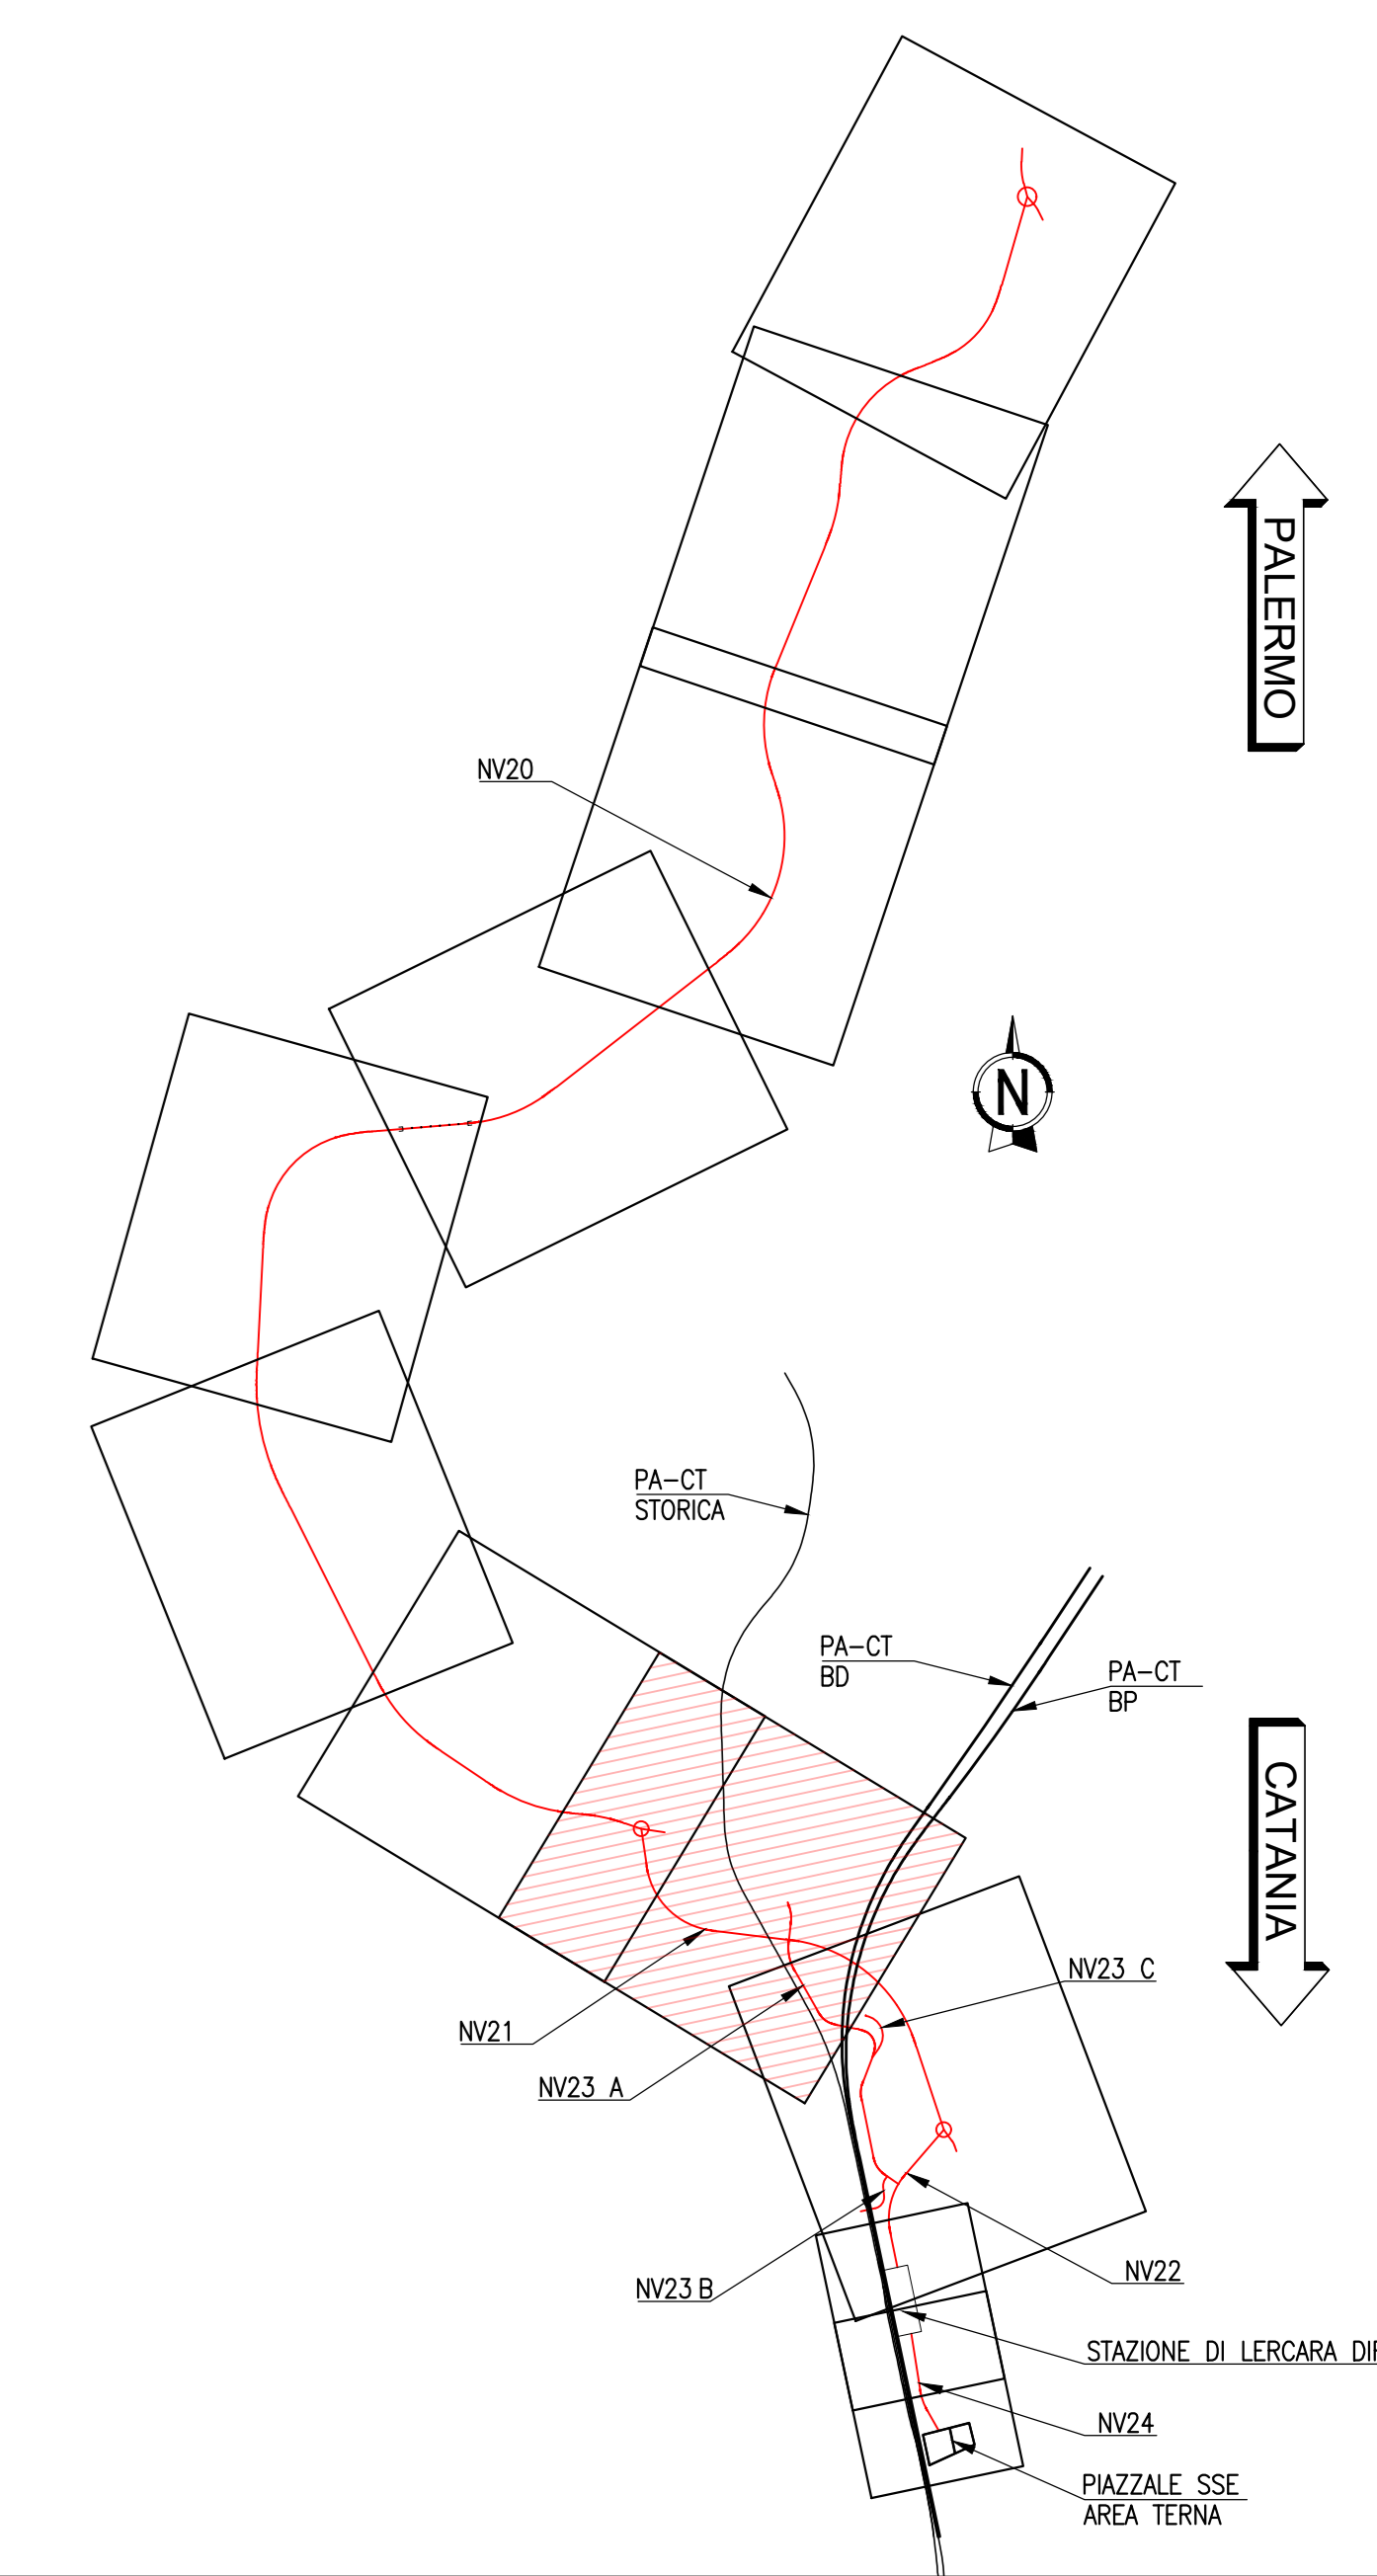 PALERMO
NV20
N
PA-CT
STORICA
PA-CT
BD
PA-CT
BP
CATANIA
NV23 C
NV21
NV23 A
NV22
NV23 B
STAZIONE DI LERCARA
NV24
PIAZZALE SSE
AREA TERNA